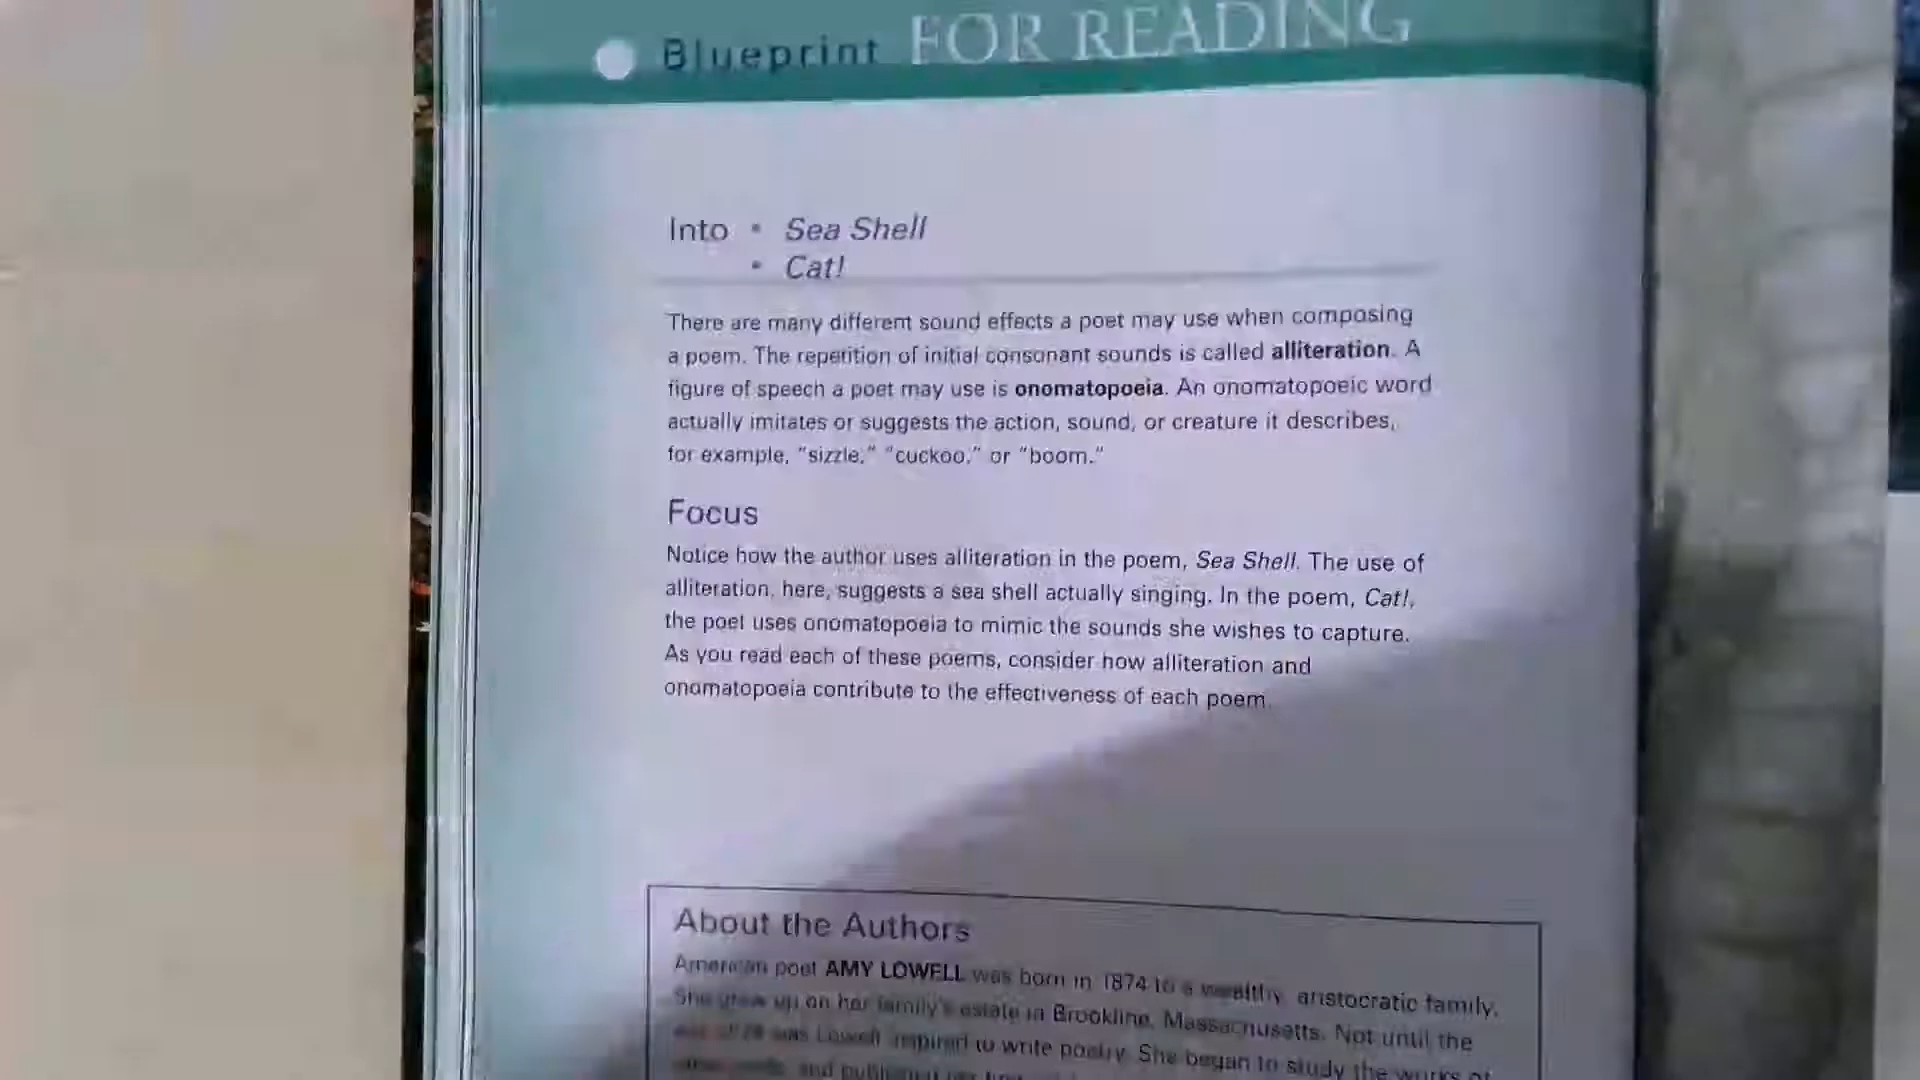 Blueprint FOR READING
Into • Sea Shell
• Cat!
There are many different sound effects a poet may use when composing
a poem. The repetition of initial consonant sounds is called alliteration. A
figure of speech a poet may use is onomatopoeia. An onomatopoeic word
actually imitates or suggests the action, sound, or creature it describes,
for example, "sizzle," "cuckoo," or "boom."
Focus
Notice how the author uses alliteration in the poem, Sea Shell. The use of
alliteration, here, suggests a sea shell actually singing. In the poem, Cat!,
the poet uses onomatopoeia to mimic the sounds she wishes to capture.
As you read each of these poems, consider how alliteration and
onomatopoeia contribute to the effectiveness of each poem.
About the Authors
American poet AMY LOWELL was born in 1874 to a wealthy, aristocratic family.
She grew up on her family's estate in Brookline, Massachusetts. Not until the
was Lowell inspired to write poetry. She began to study the works of
and published her